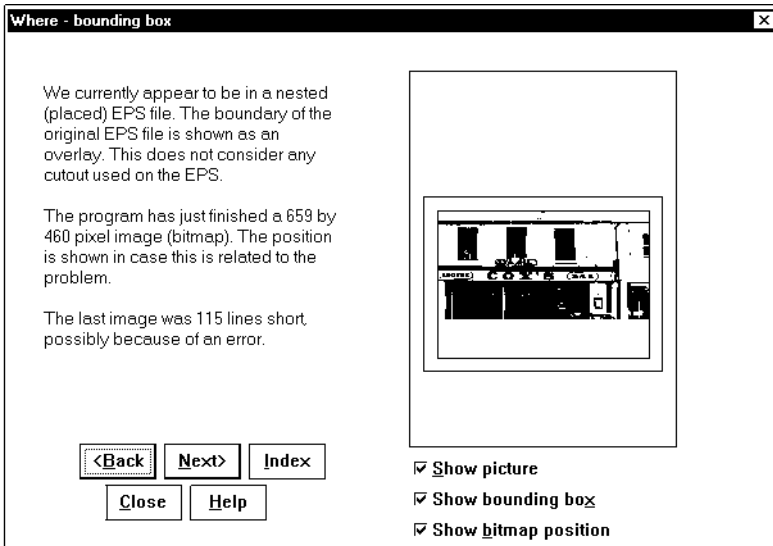 Where - bounding box
We currently appear to be in a nested
(placed) EPS file. The boundary of the
original EPS file is shown as an
overlay. This does not consider any
cutout used on the EPS.
The program has just finished a 659 by
460 pixel image (bitmap). The position
is shown in case this is related to the
problem.
The last image was 115 lines short,
possibly because of an error.
COX'S
<Back Next> Index
Close Help
Show picture
Show bounding box
Show bitmap position